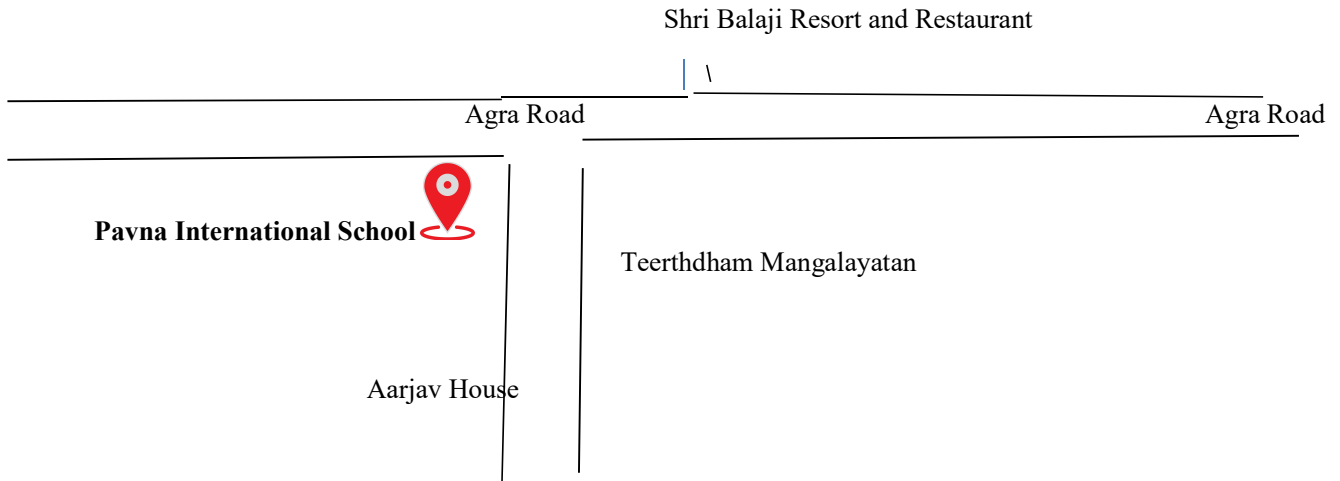 Shri Balaji Resort and Restaurant
Agra Road
Agra Road
Pavna International School
Teerthdham Mangalayatan
Aarjav House